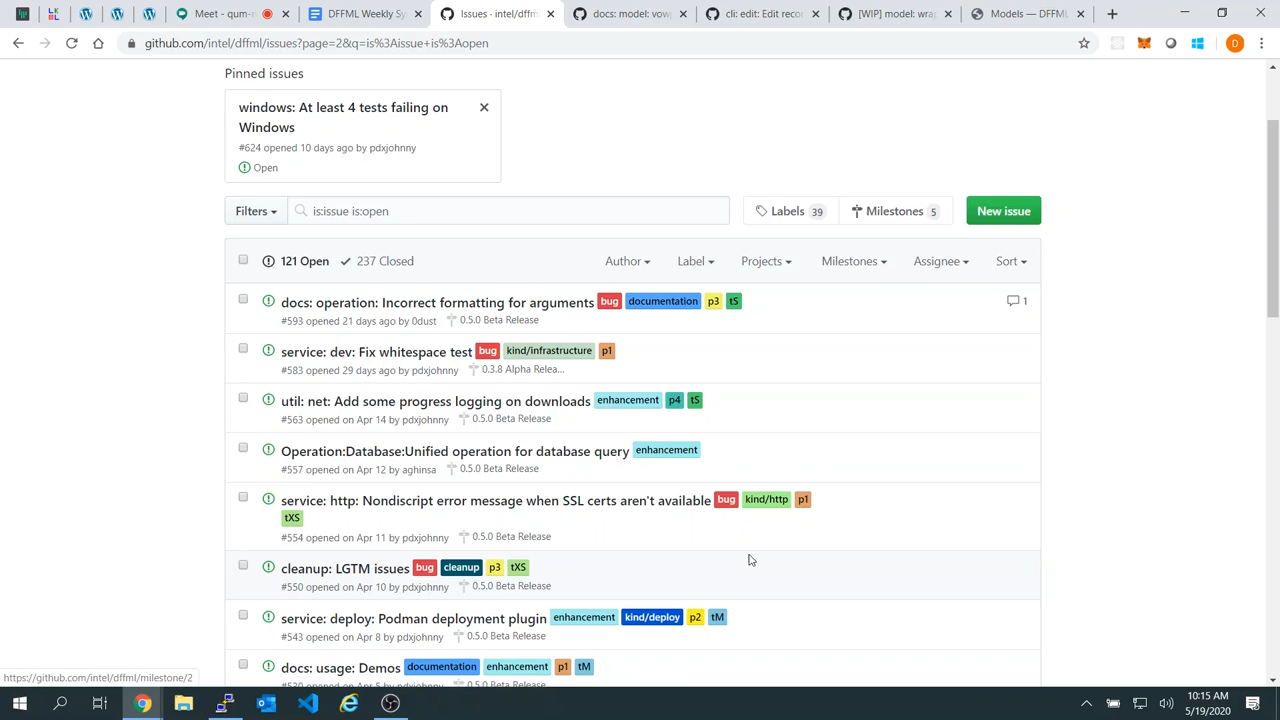 Meet - qum-n
DFFML Weekly Sy
Issues - intel/dffm
docs: model: vow
cli: edit: Edit reco
[WIP] model: wra
Models — DFFML
github.com/intel/dffml/issues?page=2&q=is%3Aissue+is%3Aopen
D
Pinned issues
windows: At least 4 tests failing on
Windows
#624 opened 10 days ago by pdxjohnny
Open
Filters
is:issue is:open
Labels 39
Milestones 5
New issue
121 Open
237 Closed
Author
Label
Projects
Milestones
Assignee
Sort
docs: operation: Incorrect formatting for arguments bug documentation p3 tS
1
#593 opened 21 days ago by 0dust 0.5.0 Beta Release
service: dev: Fix whitespace test bug kind/infrastructure p1
#583 opened 29 days ago by pdxjohnny 0.3.8 Alpha Relea...
util: net: Add some progress logging on downloads enhancement p4 tS
#563 opened on Apr 14 by pdxjohnny 0.5.0 Beta Release
Operation:Database:Unified operation for database query enhancement
#557 opened on Apr 12 by aghinsa 0.5.0 Beta Release
service: http: Nondiscript error message when SSL certs aren't available bug kind/http p1
tXS
#554 opened on Apr 11 by pdxjohnny 0.5.0 Beta Release
cleanup: LGTM issues bug cleanup p3 tXS
#550 opened on Apr 10 by pdxjohnny 0.5.0 Beta Release
service: deploy: Podman deployment plugin enhancement kind/deploy p2 tM
#543 opened on Apr 8 by pdxjohnny 0.5.0 Beta Release
docs: usage: Demos documentation enhancement p1 tM
opened on Apr 5 by pdxjohnny 0.5.0 Beta Release
https://github.com/intel/dffml/milestone/2
10:15 AM
5/19/2020